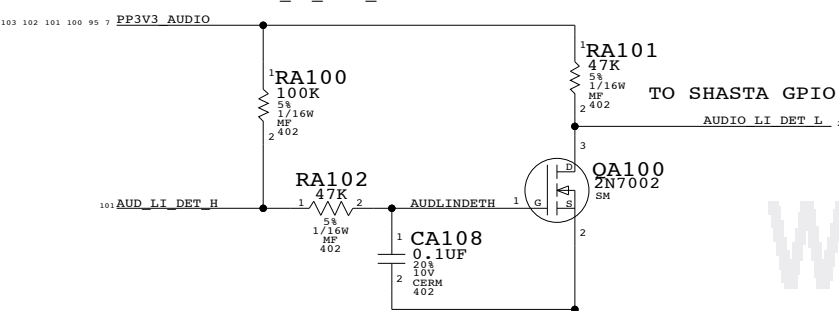 103 102 101 100 95 7 PP3V3_AUDIO
1 RA100
100K
5%
1/16W
MF
402
2
1 RA101
47K
5%
1/16W
MF
402
2
TO SHASTA GPIO
AUDIO_LI_DET_L
3
D
QA100
2N7002
SM
1 G
S
2
RA102
47K
101 AUD_LI_DET_H
1 2
5%
1/16W
MF
402
AUDLINDETH
1 CA108
0.1UF
20%
10V
CERM
402
2
W